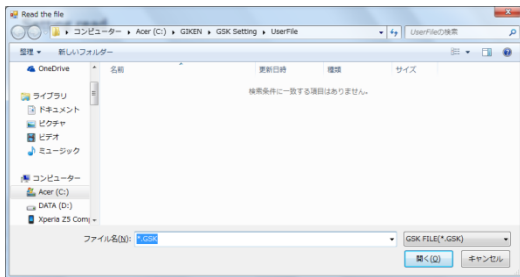 Read the file
コンピューター ▸ Acer (C:) ▸ GIKEN ▸ GSK Setting ▸ UserFile
UserFileの検索
整理 新しいフォルダー
OneDrive
名前 更新日時 種類 サイズ
検索条件に一致する項目はありません。
ライブラリ
ドキュメント
ピクチャ
ビデオ
ミュージック
コンピューター
Acer (C:)
DATA (D:)
Xperia Z5 Com
ファイル名(N): *.GSK
GSK FILE(*.GSK)
開く(O) キャンセル